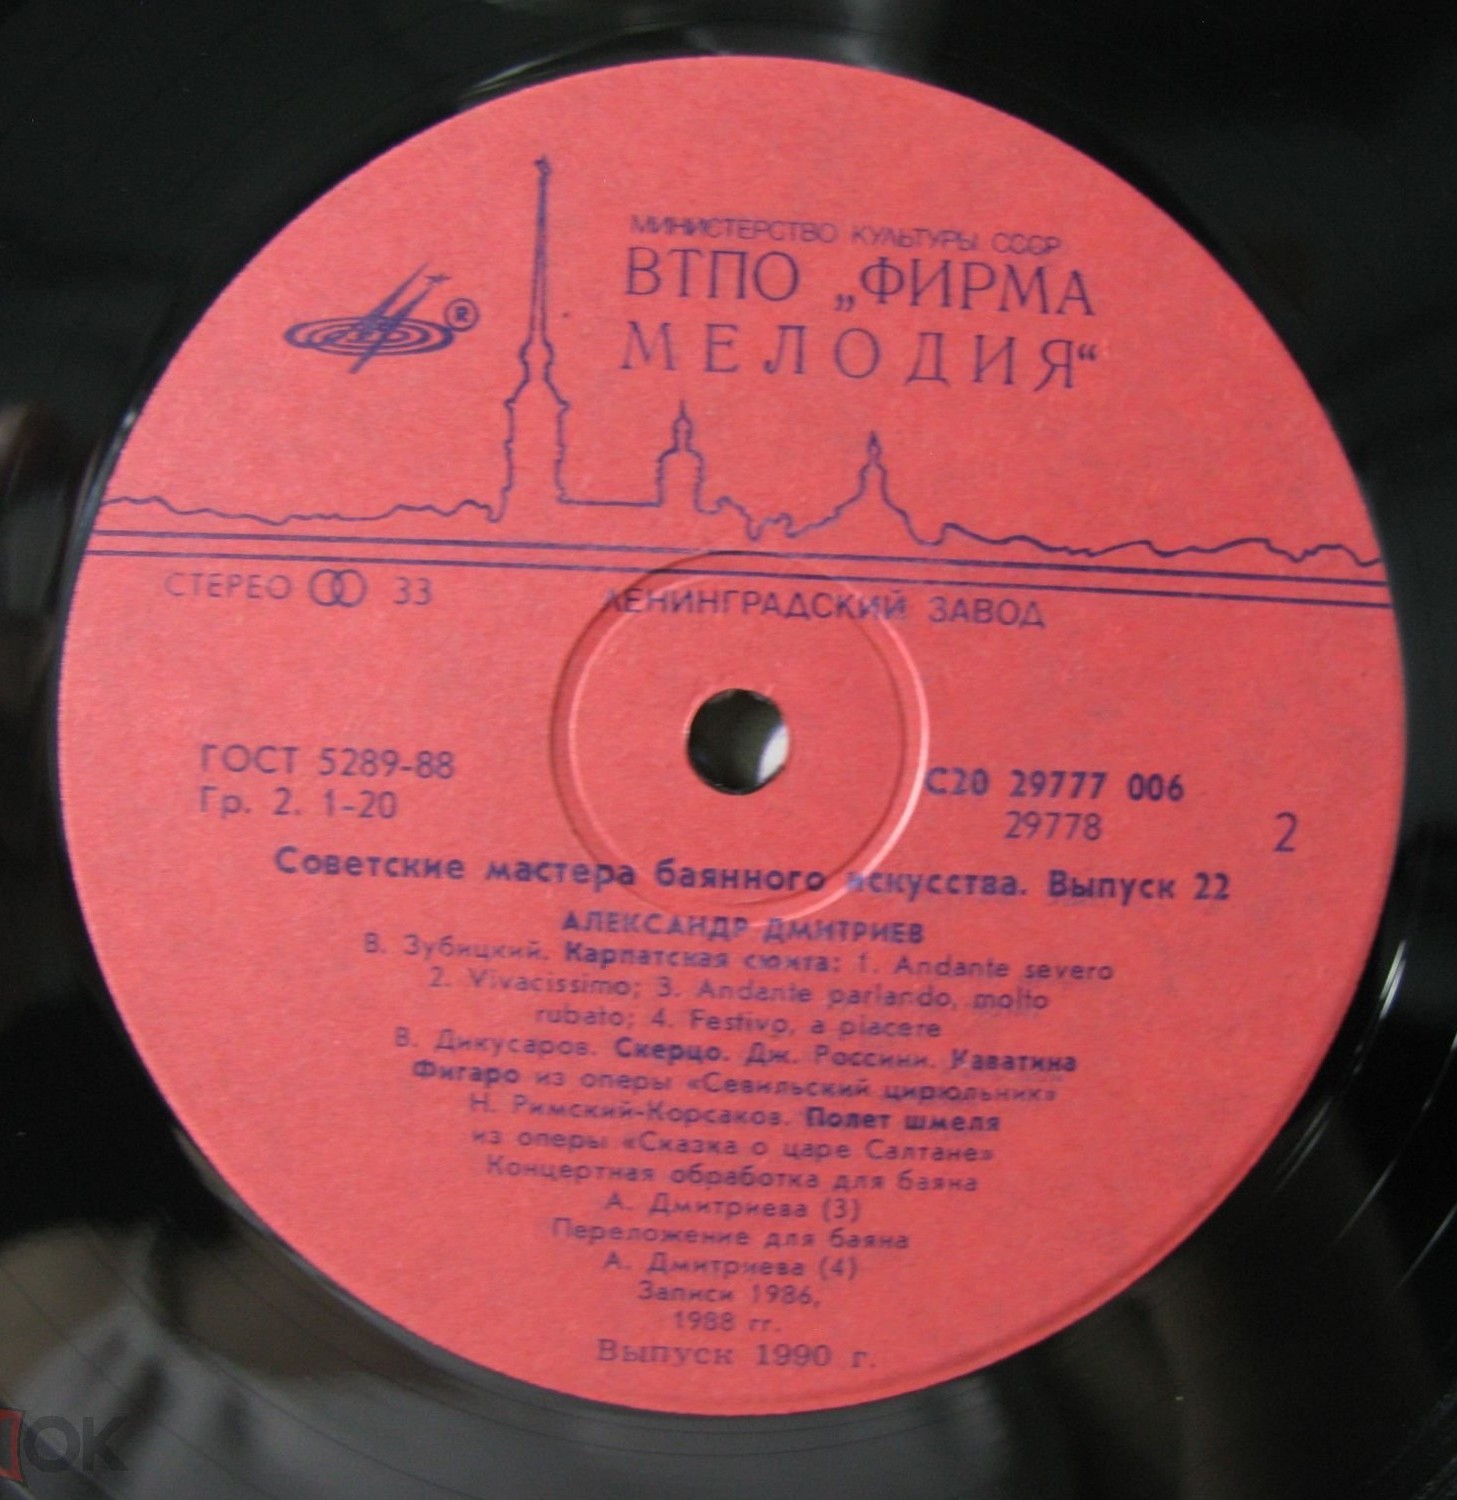 МИНИСТЕРСТВО КУЛЬТУРЫ СССР
ВТПО „ФИРМА
МЕЛОДИЯ“
®
СТЕРЕО 33
ЛЕНИНГРАДСКИЙ ЗАВОД
ГОСТ 5289-88
Гр. 2. 1-20
С20 29777 006
29778
2
Советские мастера баянного искусства. Выпуск 22
АЛЕКСАНДР ДМИТРИЕВ
В. Зубицкий. Карпатская сюита: 1. Andante severo
2. Vivacissimo; 3. Andante parlando, molto
rubato; 4. Festivo, a piacere
В. Дикусаров. Скерцо. Дж. Россини. Каватина
Фигаро из оперы «Севильский цирюльник»
Н. Римский-Корсаков. Полет шмеля
из оперы «Сказка о царе Салтане»
Концертная обработка для баяна
А. Дмитриева (3)
Переложение для баяна
А. Дмитриева (4)
Записи 1986,
1988 гг.
Выпуск 1990 г.
ОК